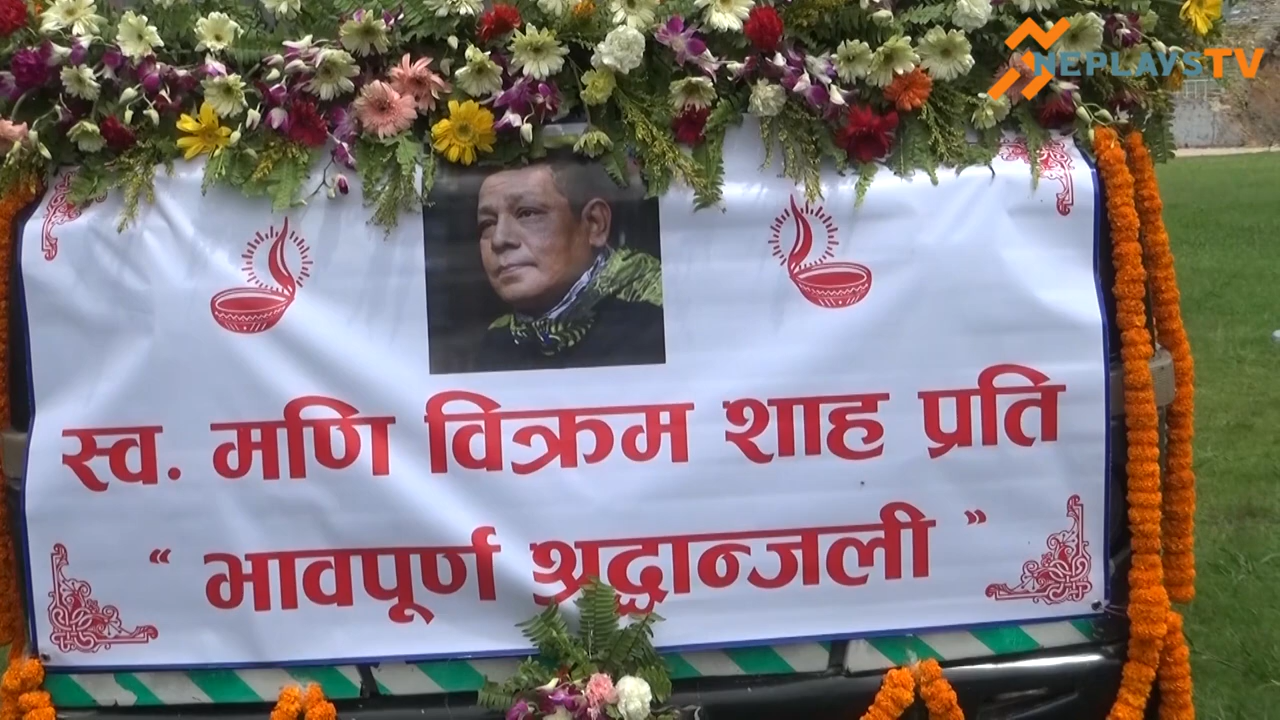 NEPLAYSTV
स्व. मणि विक्रम शाह प्रति
“ भावपूर्ण श्रद्धान्जली ”